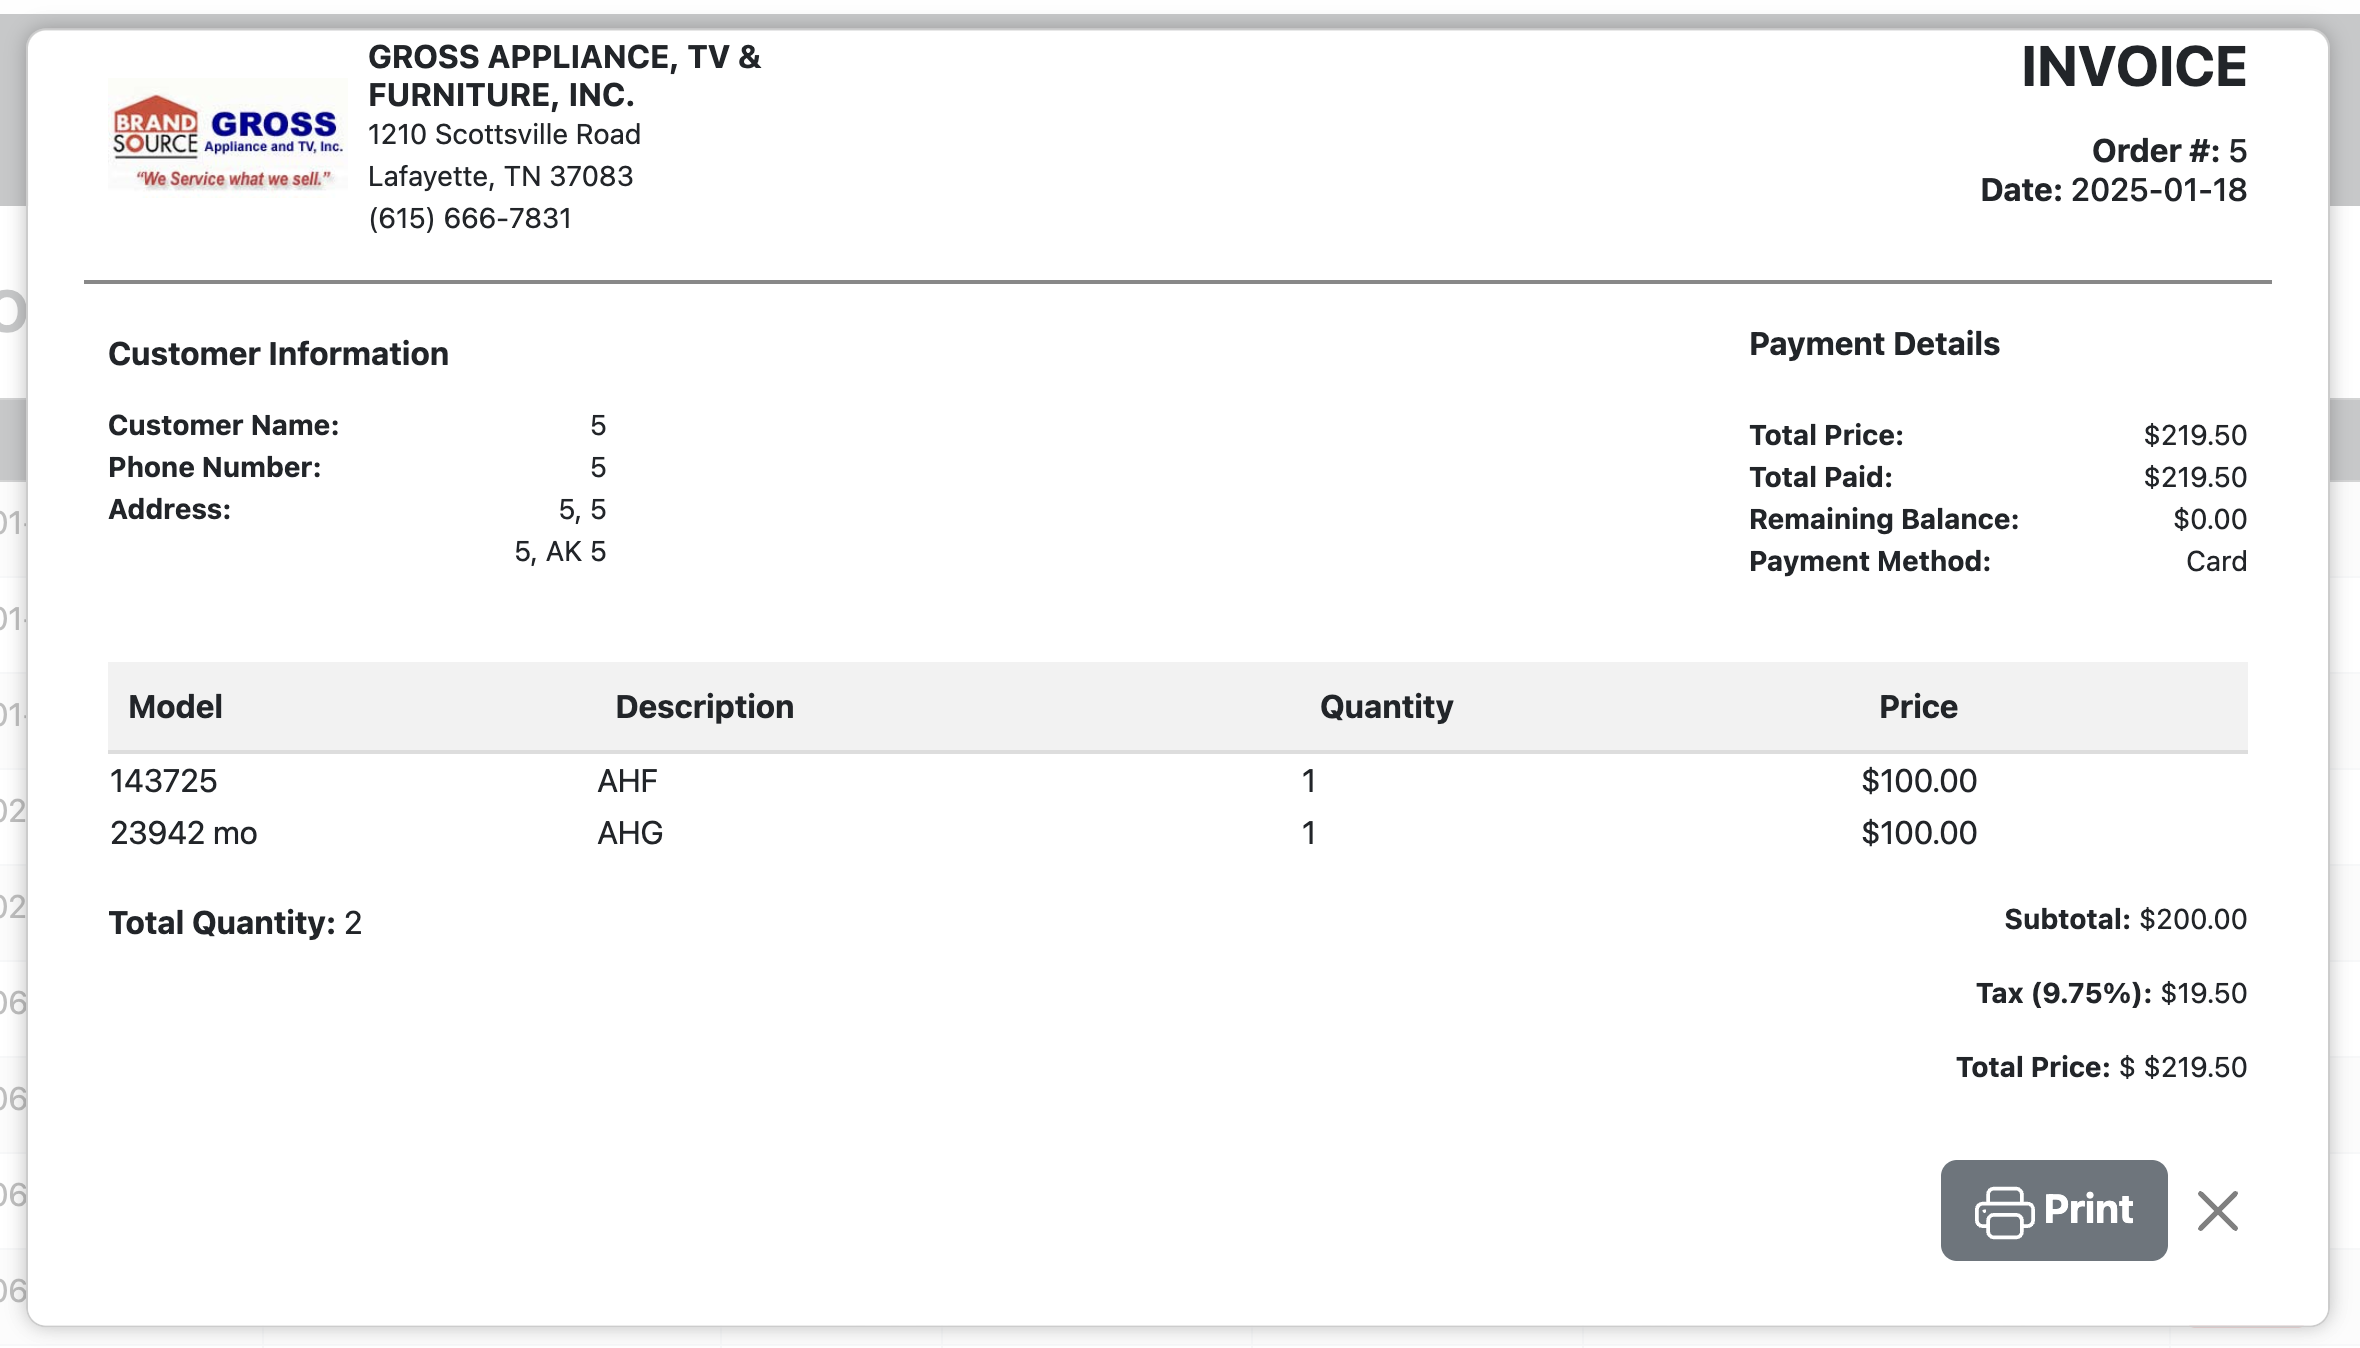 BRAND
SOURCE
GROSS
Appliance and TV, Inc.
“We Service what we sell.”
GROSS APPLIANCE, TV &
FURNITURE, INC.
1210 Scottsville Road
Lafayette, TN 37083
(615) 666-7831
INVOICE
Order #: 5
Date: 2025-01-18
Customer Information
Customer Name: 5
Phone Number: 5
Address: 5, 5
5, AK 5
Payment Details
Total Price: $219.50
Total Paid: $219.50
Remaining Balance: $0.00
Payment Method: Card
Model Description Quantity Price
143725 AHF 1 $100.00
23942 mo AHG 1 $100.00
Total Quantity: 2
Subtotal: $200.00
Tax (9.75%): $19.50
Total Price: $ $219.50
Print